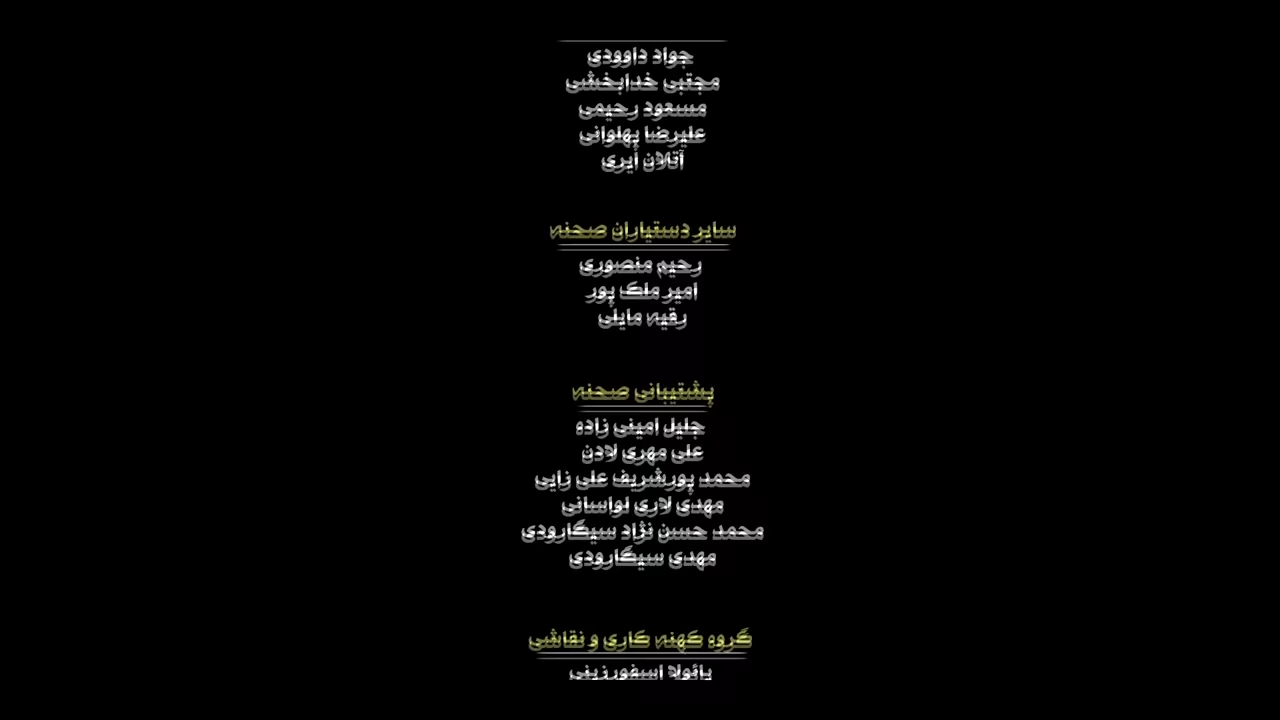 جواد داوودی
مجتبی خدابخشی
مسعود رحیمی
علیرضا پهلوانی
آتلان آیری
سایر دستیاران صحنه
رحیم منصوری
امیر ملک پور
رقیه مایلی
پشتیبانی صحنه
جلیل امینی زاده
علی مهری لادن
محمد پورشریف علی زایی
مهدی لاری لواسانی
محمد حسن نژاد سیگارودی
مهدی سیگارودی
گروه کهنه کاری و نقاشی
پائولا اسفورزینی